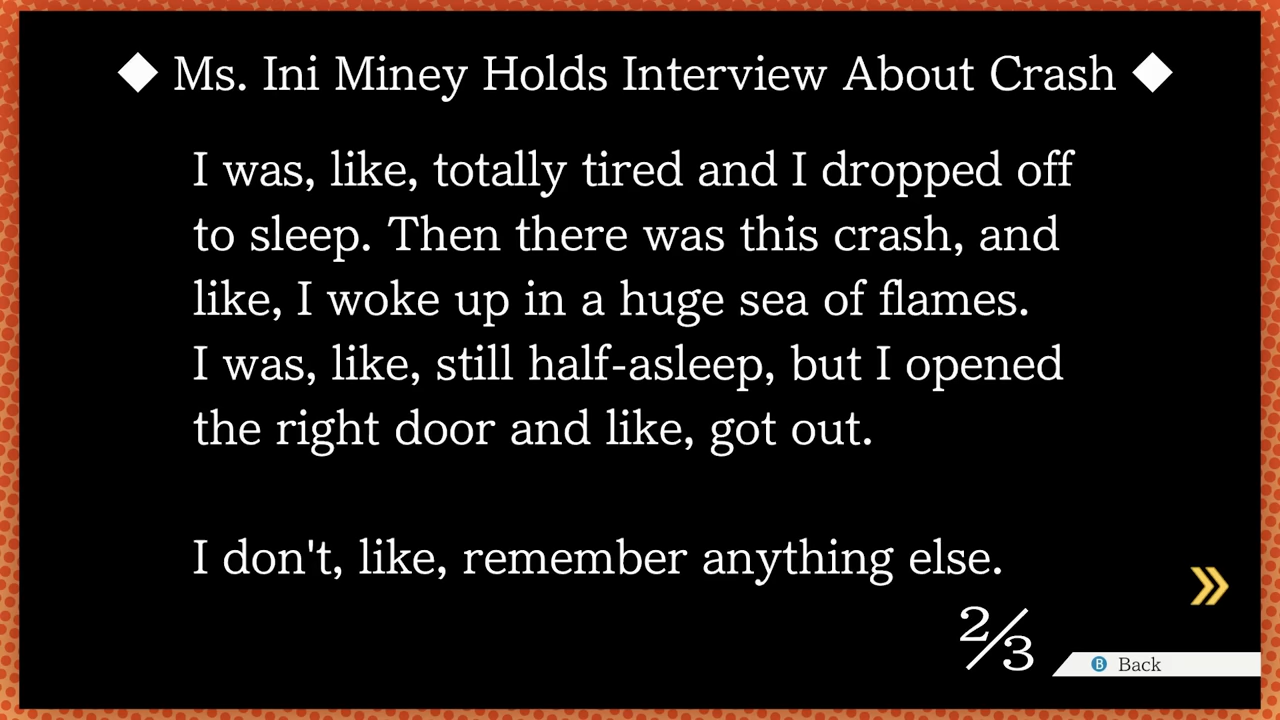 ◆ Ms. Ini Miney Holds Interview About Crash ◆
I was, like, totally tired and I dropped off
to sleep. Then there was this crash, and
like, I woke up in a huge sea of flames.
I was, like, still half-asleep, but I opened
the right door and like, got out.
I don't, like, remember anything else.
2/3
B Back